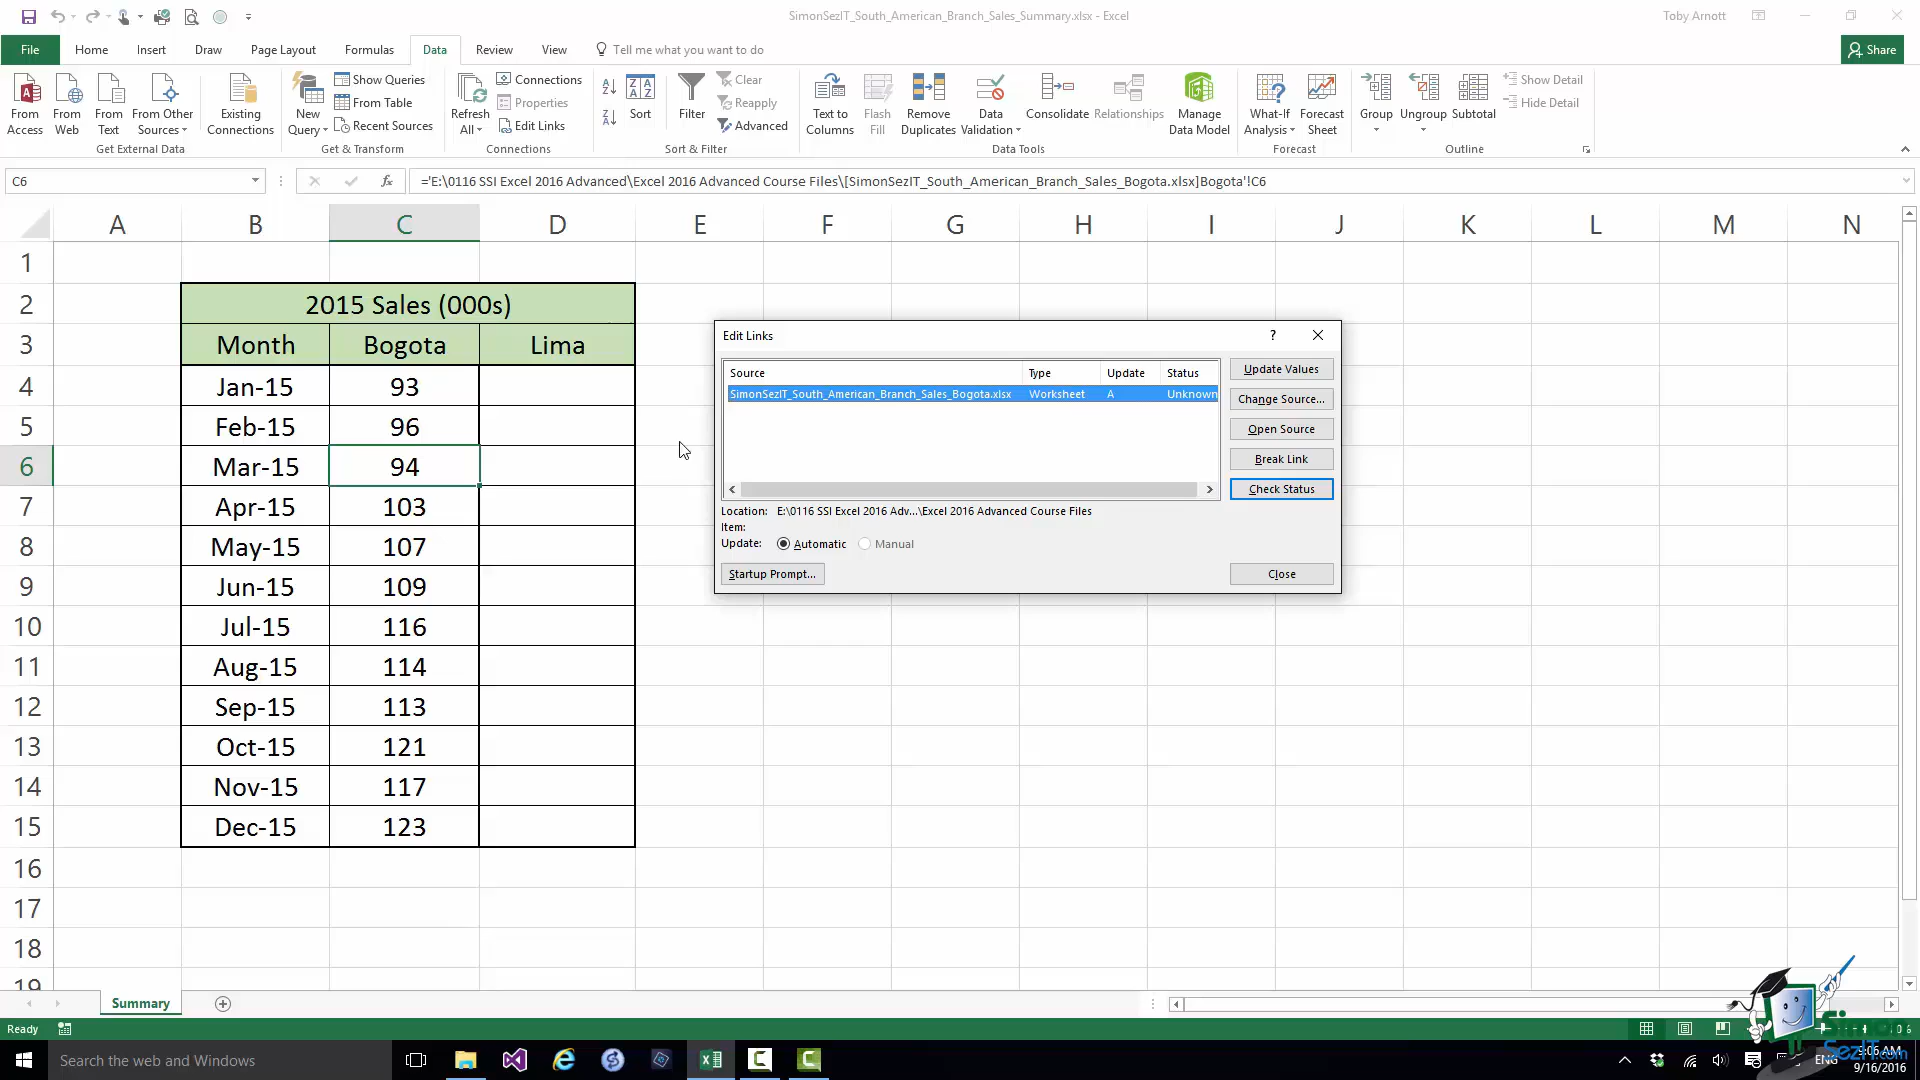 SimonSezIT_South_American_Branch_Sales_Summary.xlsx - Excel
Toby Arnott
File Home Insert Draw Page Layout Formulas Data Review View Tell me what you want to do Share
From Access
From Web
From Text
From Other Sources
Get External Data
Existing Connections
New Query
Show Queries
From Table
Recent Sources
Get & Transform
Refresh All
Connections
Properties
Edit Links
Connections
Sort
Filter
Clear
Reapply
Advanced
Sort & Filter
Text to Columns
Flash Fill
Remove Duplicates
Data Validation
Consolidate
Relationships
Manage Data Model
Data Tools
What-If Analysis
Forecast Sheet
Forecast
Group
Ungroup
Subtotal
Show Detail
Hide Detail
Outline
C6 fx ='E:\0116 SSI Excel 2016 Advanced\Excel 2016 Advanced Course Files\[SimonSezIT_South_American_Branch_Sales_Bogota.xlsx]Bogota'!C6
A B C D E F G H I J K L M N
1
2 2015 Sales (000s)
3 Month Bogota Lima
4 Jan-15 93
5 Feb-15 96
6 Mar-15 94
7 Apr-15 103
8 May-15 107
9 Jun-15 109
10 Jul-15 116
11 Aug-15 114
12 Sep-15 113
13 Oct-15 121
14 Nov-15 117
15 Dec-15 123
16
17
18
19
Edit Links ?
Source Type Update Status
SimonSezIT_South_American_Branch_Sales_Bogota.xlsx Worksheet A Unknown
Update Values
Change Source...
Open Source
Break Link
Check Status
Location: E:\0116 SSI Excel 2016 Adv...\Excel 2016 Advanced Course Files
Item:
Update: Automatic Manual
Startup Prompt...
Close
Summary
Ready
Search the web and Windows
ENG
9:06 AM
9/16/2016
SezIT.com